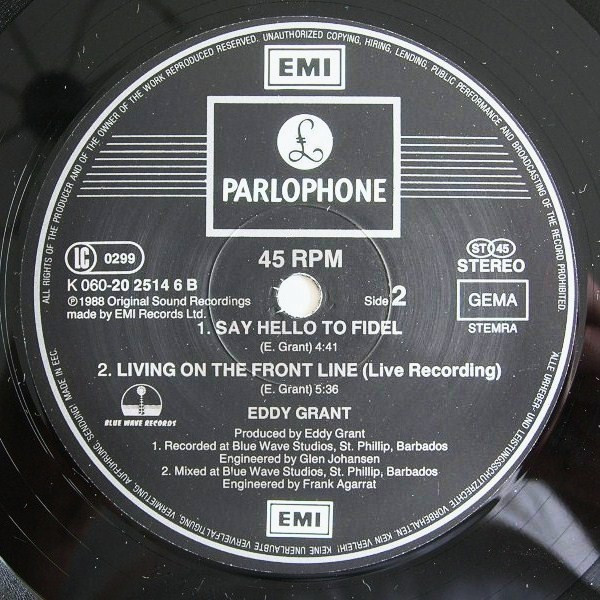 ALL RIGHTS OF THE PRODUCER AND OF THE OWNER OF THE WORK REPRODUCED RESERVED. UNAUTHORIZED COPYING, HIRING, LENDING, PUBLIC PERFORMANCE AND BROADCASTING OF THE RECORD PROHIBITED.
EMI
£
PARLOPHONE
LC 0299
45 RPM
ST 45
STEREO
K 060-20 2514 6 B
℗ 1988 Original Sound Recordings
made by EMI Records Ltd.
Side 2
GEMA
STEMRA
1. SAY HELLO TO FIDEL
(E. Grant) 4:41
2. LIVING ON THE FRONT LINE (Live Recording)
(E. Grant) 5:36
EDDY GRANT
BLUE WAVE RECORDS
Produced by Eddy Grant
1. Recorded at Blue Wave Studios, St. Phillip, Barbados
Engineered by Glen Johansen
2. Mixed at Blue Wave Studios, St. Phillip, Barbados
Engineered by Frank Agarrat
EMI
ALLE URHEBER- UND LEISTUNGSSCHUTZRECHTE VORBEHALTEN. KEIN VERLEIH! KEINE UNERLAUBTE VERVIELFÄLTIGUNG, VERMIETUNG, AUFFÜHRUNG, SENDUNG! MADE IN EEC.